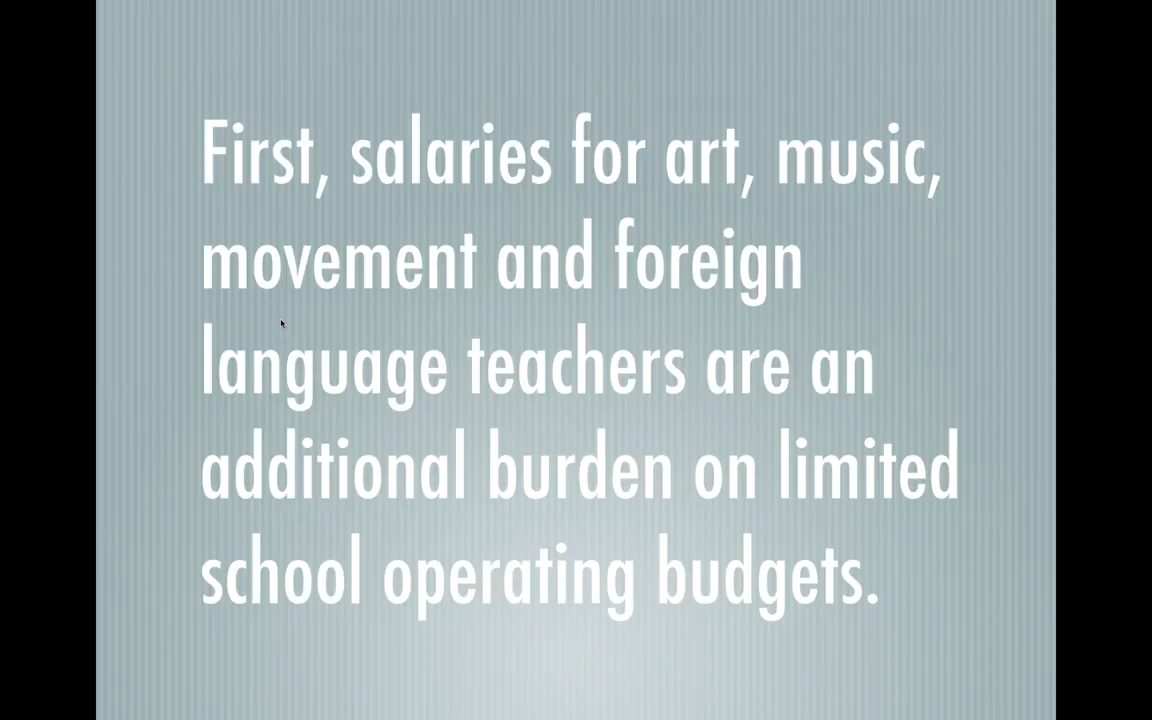 First, salaries for art, music,
movement and foreign
language teachers are an
additional burden on limited
school operating budgets.